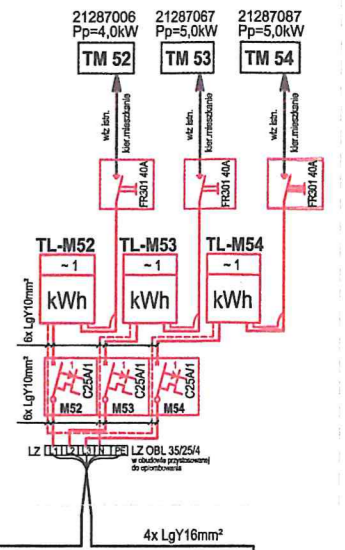 21287006 21287067 21287087
Pp=4,0kW Pp=5,0kW Pp=5,0kW
TM 52 TM 53 TM 54
wlz istn. wlz istn. wlz istn.
kier.mieszkanie kier.mieszkanie kier.mieszkanie
FR301 40A FR301 40A FR301 40A
TL-M52 TL-M53 TL-M54
~ 1 ~ 1 ~ 1
kWh kWh kWh
6x LgY10mm²
C25A/1 C25A/1 C25A/1
M52 M53 M54
6x LgY10mm²
LZ L1 L2 L3 N PE LZ OBL 35/25/4
w obudowie przystosowanej
do oplombowania
4x LgY16mm²